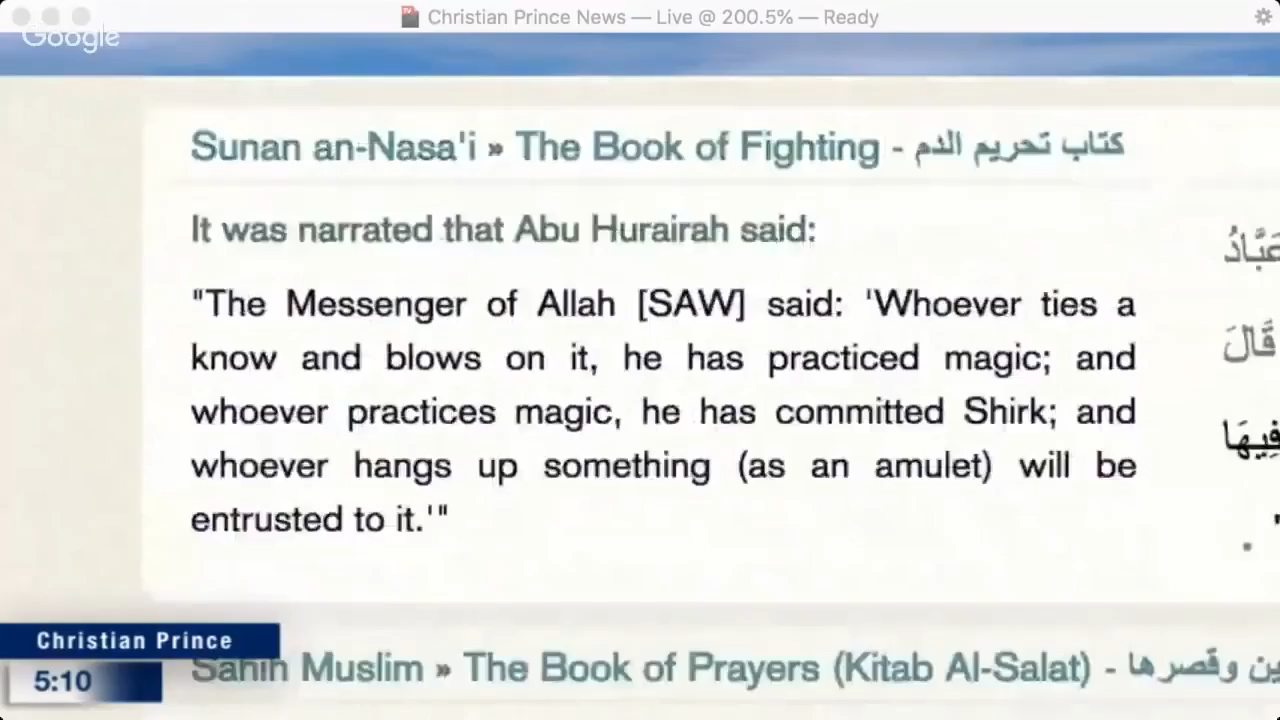 Christian Prince News — Live @ 200.5% — Ready
Google
Sunan an-Nasa'i » The Book of Fighting - كتاب تحريم الدم
It was narrated that Abu Hurairah said:
"The Messenger of Allah [SAW] said: 'Whoever ties a
know and blows on it, he has practiced magic; and
whoever practices magic, he has committed Shirk; and
whoever hangs up something (as an amulet) will be
entrusted to it.'"
قَالَ
فِيهَا
Christian Prince
5:10
Sahih Muslim » The Book of Prayers (Kitab Al-Salat) - وقصرها